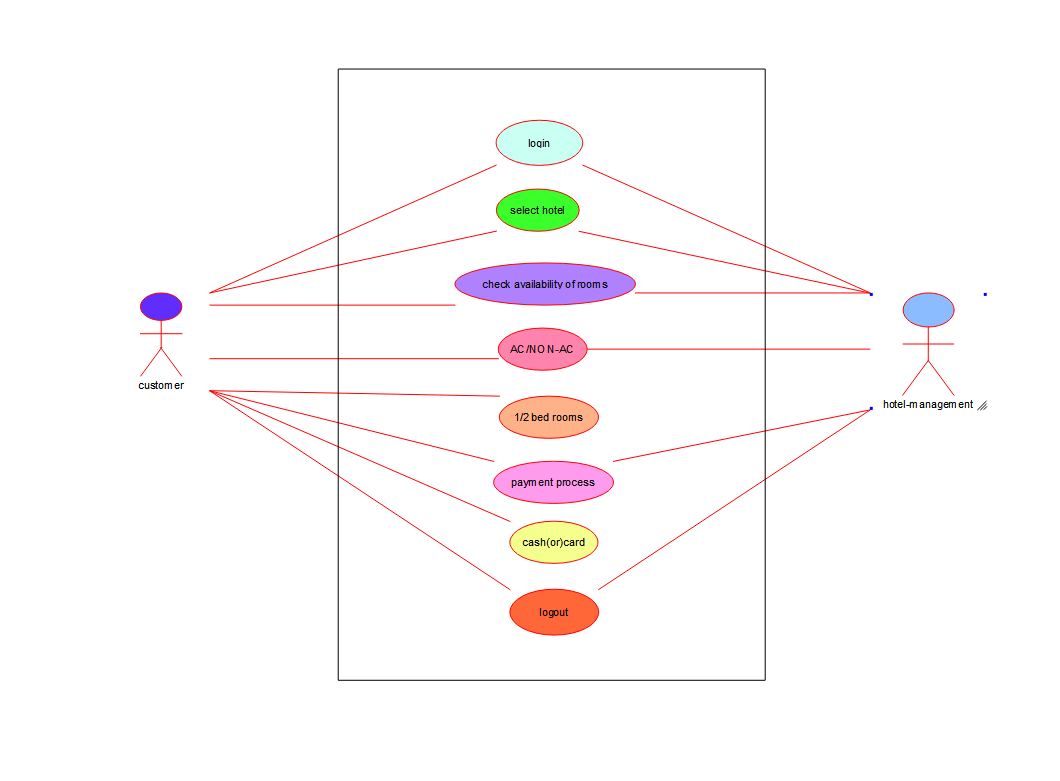 login
select hotel
check availability of rooms
AC/NON-AC
customer
hotel-management
1/2 bed rooms
payment process
cash(or)card
logout